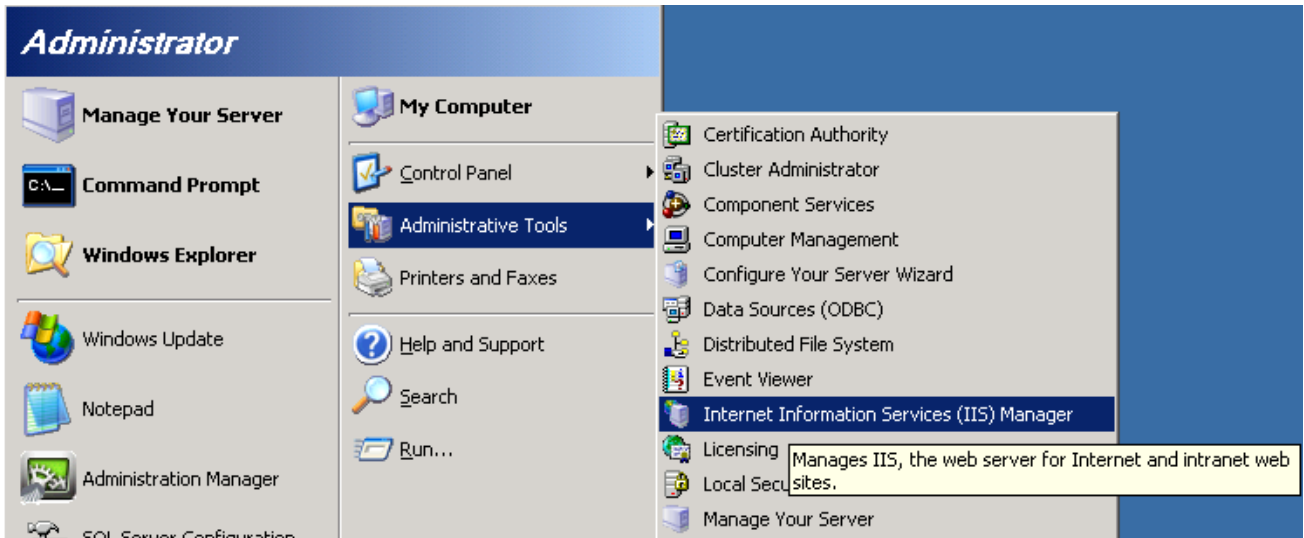 Administrator
Manage Your Server
C:\_
Command Prompt
Windows Explorer
Windows Update
Notepad
Administration Manager
SQL Server Configuration
My Computer
Control Panel
Administrative Tools
Printers and Faxes
Help and Support
Search
Run...
Certification Authority
Cluster Administrator
Component Services
Computer Management
Configure Your Server Wizard
Data Sources (ODBC)
Distributed File System
Event Viewer
Internet Information Services (IIS) Manager
Licensing
Manages IIS, the web server for Internet and intranet web
sites.
Local Secu
Manage Your Server